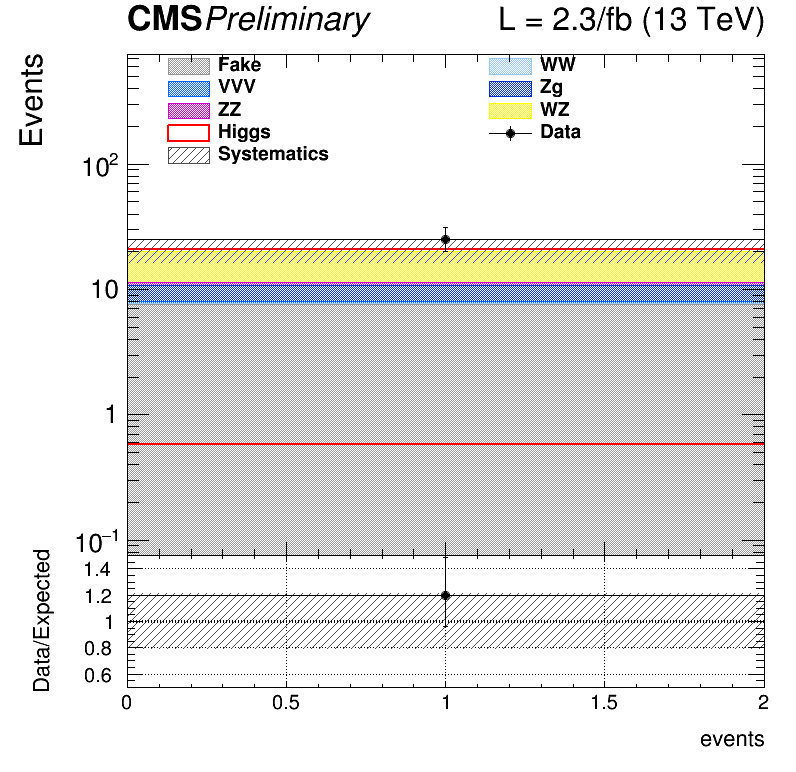 CMS Preliminary L = 2.3/fb (13 TeV)
Events
Fake WW
VVV Zg
ZZ WZ
Higgs Data
Systematics
10²
10
1
10⁻¹
Data/Expected
1.4
1.2
1
0.8
0.6
0 0.5 1 1.5 2
events